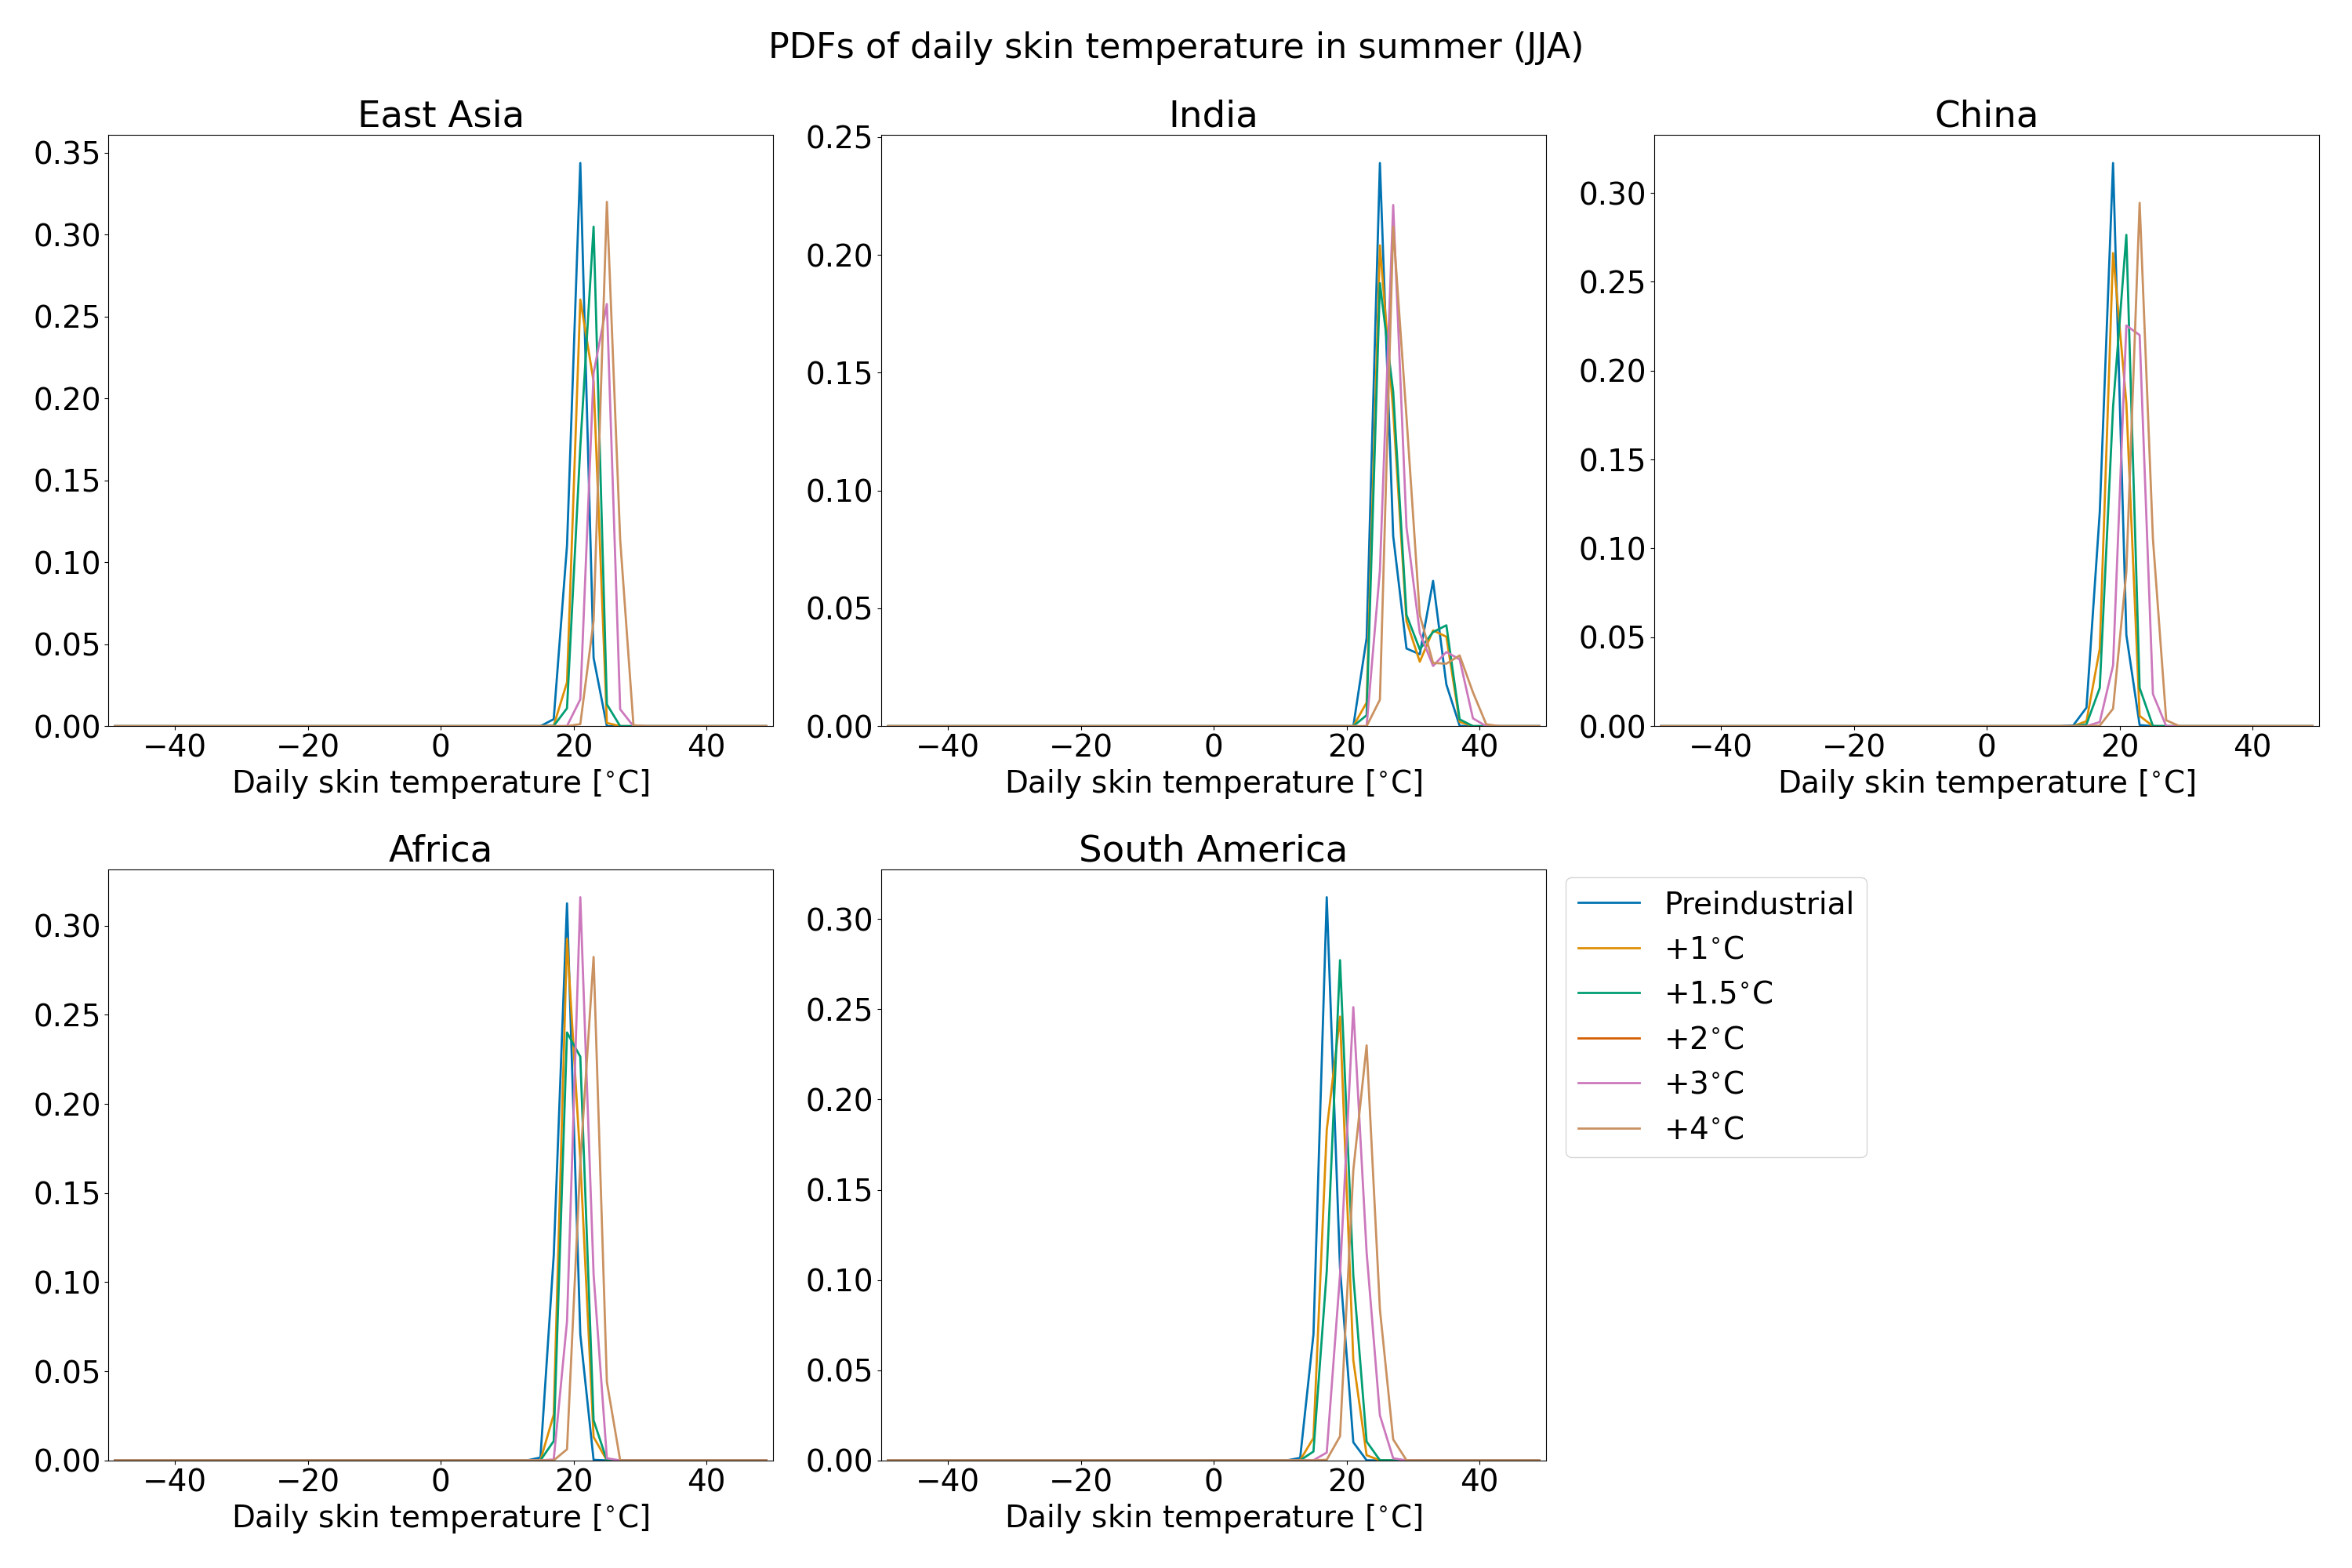 PDFs of daily skin temperature in summer (JJA)
East Asia
0.35
0.30
0.25
0.20
0.15
0.10
0.05
0.00
−40 −20 0 20 40
Daily skin temperature [°C]
India
0.25
0.20
0.15
0.10
0.05
0.00
−40 −20 0 20 40
Daily skin temperature [°C]
China
0.30
0.25
0.20
0.15
0.10
0.05
0.00
−40 −20 0 20 40
Daily skin temperature [°C]
Africa
0.30
0.25
0.20
0.15
0.10
0.05
0.00
−40 −20 0 20 40
Daily skin temperature [°C]
South America
0.30
0.25
0.20
0.15
0.10
0.05
0.00
−40 −20 0 20 40
Daily skin temperature [°C]
Preindustrial
+1°C
+1.5°C
+2°C
+3°C
+4°C